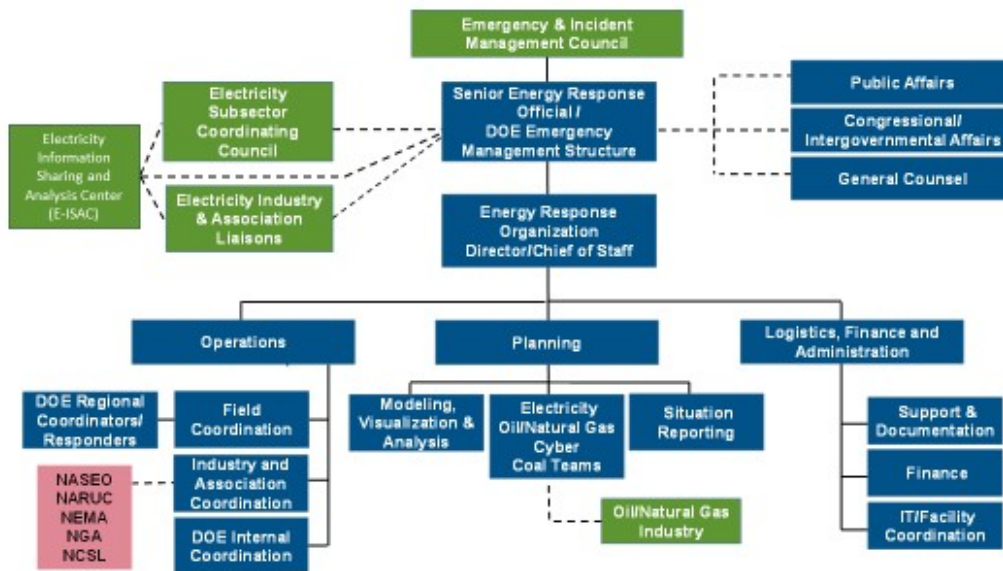 Emergency & Incident
Management Council
Electricity
Subsector
Coordinating
Council
Senior Energy Response
Official /
DOE Emergency
Management Structure
Public Affairs
Congressional/
Intergovernmental Affairs
General Counsel
Electricity
Information
Sharing and
Analysis Center
(E-ISAC)
Electricity Industry
& Association
Liaisons
Energy Response
Organization
Director/Chief of Staff
Operations
Planning
Logistics, Finance and
Administration
DOE Regional
Coordinators/
Responders
Field
Coordination
Modeling,
Visualization &
Analysis
Electricity
Oil/Natural Gas
Cyber
Coal Teams
Situation
Reporting
Support &
Documentation
NASEO
NARUC
NEMA
NGA
NCSL
Industry and
Association
Coordination
Finance
DOE Internal
Coordination
Oil/Natural Gas
Industry
IT/Facility
Coordination